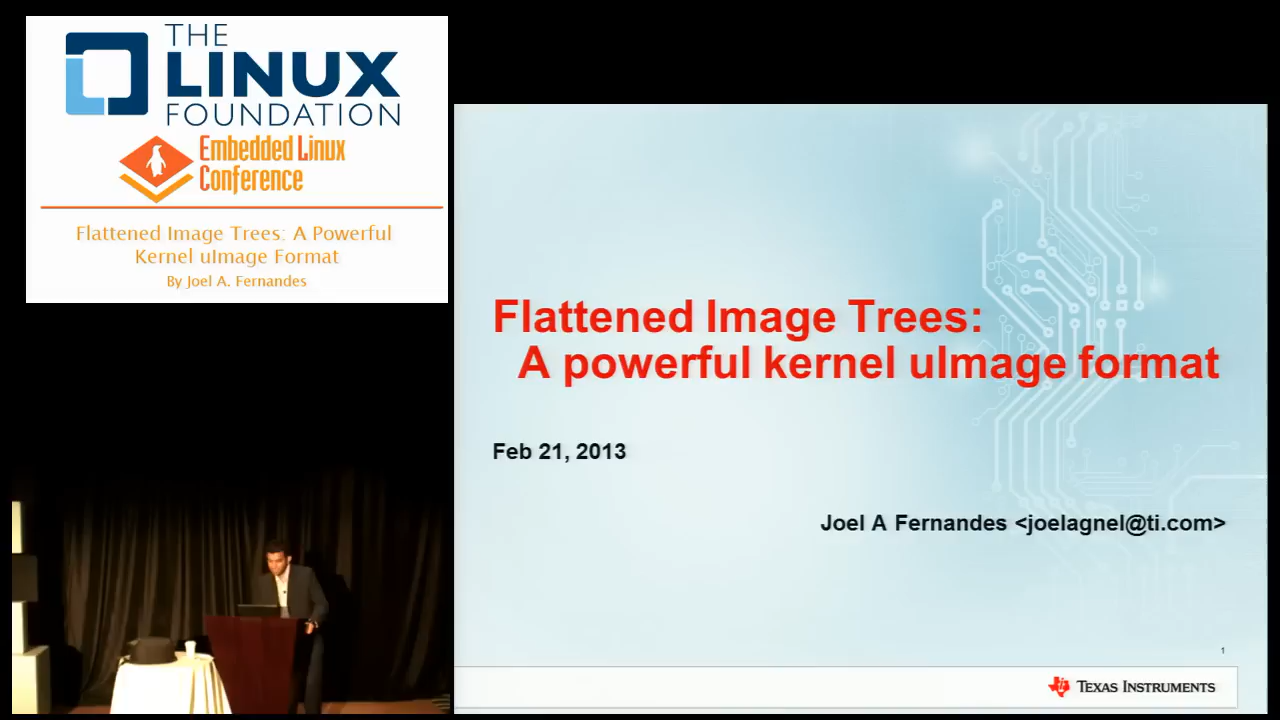 THE
LINUX
FOUNDATION
Embedded Linux
Conference
Flattened Image Trees: A Powerful
Kernel uImage Format
By Joel A. Fernandes
Flattened Image Trees:
A powerful kernel uImage format
Feb 21, 2013
Joel A Fernandes <joelagnel@ti.com>
1
TEXAS INSTRUMENTS